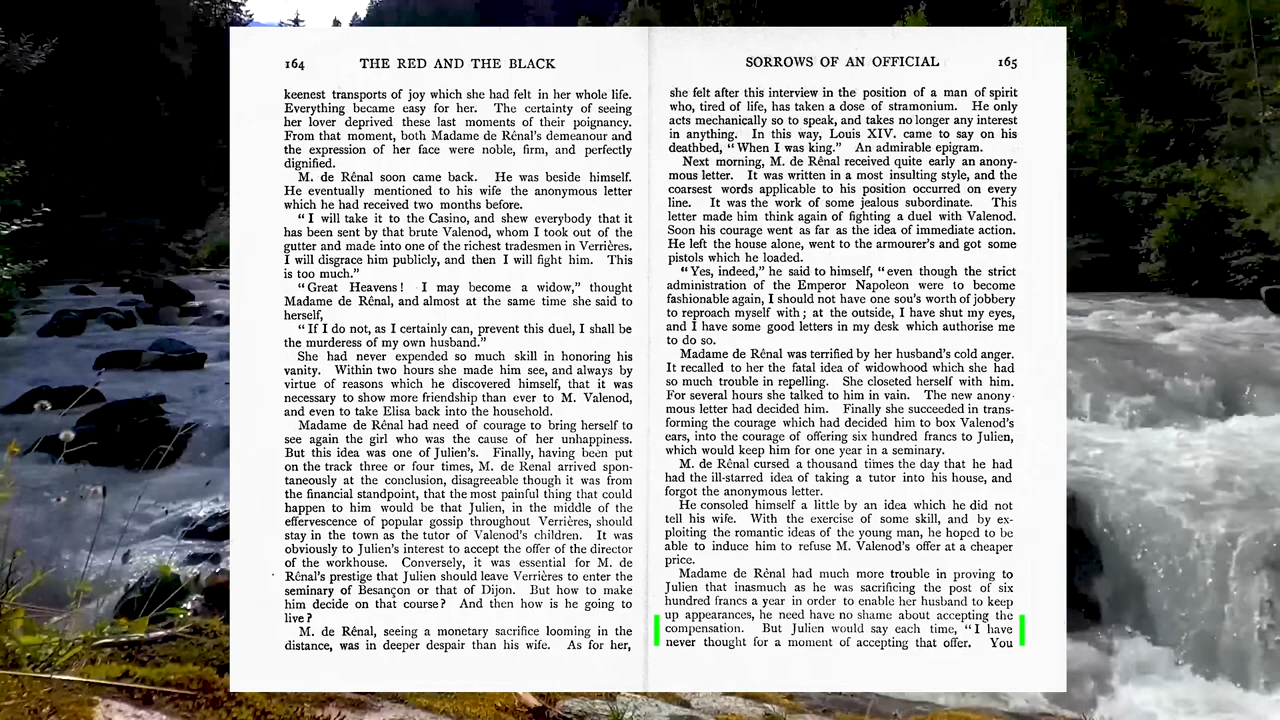 164 THE RED AND THE BLACK
keenest transports of joy which she had felt in her whole life.
Everything became easy for her. The certainty of seeing
her lover deprived these last moments of their poignancy.
From that moment, both Madame de Rênal's demeanour and
the expression of her face were noble, firm, and perfectly
dignified.
M. de Rênal soon came back. He was beside himself.
He eventually mentioned to his wife the anonymous letter
which he had received two months before.
“ I will take it to the Casino, and shew everybody that it
has been sent by that brute Valenod, whom I took out of the
gutter and made into one of the richest tradesmen in Verrières.
I will disgrace him publicly, and then I will fight him. This
is too much.”
“ Great Heavens ! I may become a widow,” thought
Madame de Rênal, and almost at the same time she said to
herself,
“ If I do not, as I certainly can, prevent this duel, I shall be
the murderess of my own husband.”
She had never expended so much skill in honoring his
vanity. Within two hours she made him see, and always by
virtue of reasons which he discovered himself, that it was
necessary to show more friendship than ever to M. Valenod,
and even to take Elisa back into the household.
Madame de Rênal had need of courage to bring herself to
see again the girl who was the cause of her unhappiness.
But this idea was one of Julien's. Finally, having been put
on the track three or four times, M. de Renal arrived spon-
taneously at the conclusion, disagreeable though it was from
the financial standpoint, that the most painful thing that could
happen to him would be that Julien, in the middle of the
effervescence of popular gossip throughout Verrières, should
stay in the town as the tutor of Valenod's children. It was
obviously to Julien's interest to accept the offer of the director
of the workhouse. Conversely, it was essential for M. de
Rênal's prestige that Julien should leave Verrières to enter the
seminary of Besançon or that of Dijon. But how to make
him decide on that course ? And then how is he going to
live ?
M. de Rênal, seeing a monetary sacrifice looming in the
distance, was in deeper despair than his wife. As for her,
SORROWS OF AN OFFICIAL 165
she felt after this interview in the position of a man of spirit
who, tired of life, has taken a dose of stramonium. He only
acts mechanically so to speak, and takes no longer any interest
in anything. In this way, Louis XIV. came to say on his
deathbed, “ When I was king.” An admirable epigram.
Next morning, M. de Rênal received quite early an anony-
mous letter. It was written in a most insulting style, and the
coarsest words applicable to his position occurred on every
line. It was the work of some jealous subordinate. This
letter made him think again of fighting a duel with Valenod.
Soon his courage went as far as the idea of immediate action.
He left the house alone, went to the armourer's and got some
pistols which he loaded.
“ Yes, indeed,” he said to himself, “ even though the strict
administration of the Emperor Napoleon were to become
fashionable again, I should not have one sou's worth of jobbery
to reproach myself with ; at the outside, I have shut my eyes,
and I have some good letters in my desk which authorise me
to do so.
Madame de Rênal was terrified by her husband's cold anger.
It recalled to her the fatal idea of widowhood which she had
so much trouble in repelling. She closeted herself with him.
For several hours she talked to him in vain. The new anony-
mous letter had decided him. Finally she succeeded in trans-
forming the courage which had decided him to box Valenod's
ears, into the courage of offering six hundred francs to Julien,
which would keep him for one year in a seminary.
M. de Rênal cursed a thousand times the day that he had
had the ill-starred idea of taking a tutor into his house, and
forgot the anonymous letter.
He consoled himself a little by an idea which he did not
tell his wife. With the exercise of some skill, and by ex-
ploiting the romantic ideas of the young man, he hoped to be
able to induce him to refuse M. Valenod's offer at a cheaper
price.
Madame de Rênal had much more trouble in proving to
Julien that inasmuch as he was sacrificing the post of six
hundred francs a year in order to enable her husband to keep
up appearances, he need have no shame about accepting the
compensation. But Julien would say each time, “ I have
never thought for a moment of accepting that offer. You